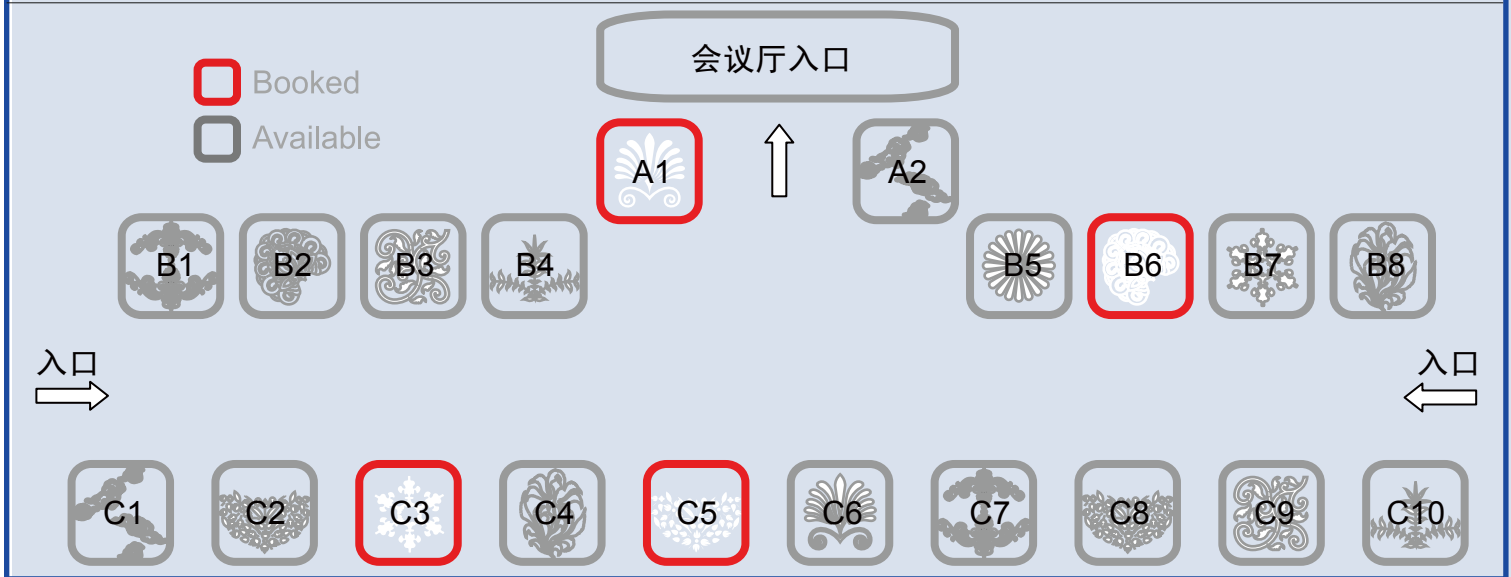 会议厅入口
Booked
Available
A1 A2
B1 B2 B3 B4 B5 B6 B7 B8
入口 入口
C1 C2 C3 C4 C5 C6 C7 C8 C9 C10